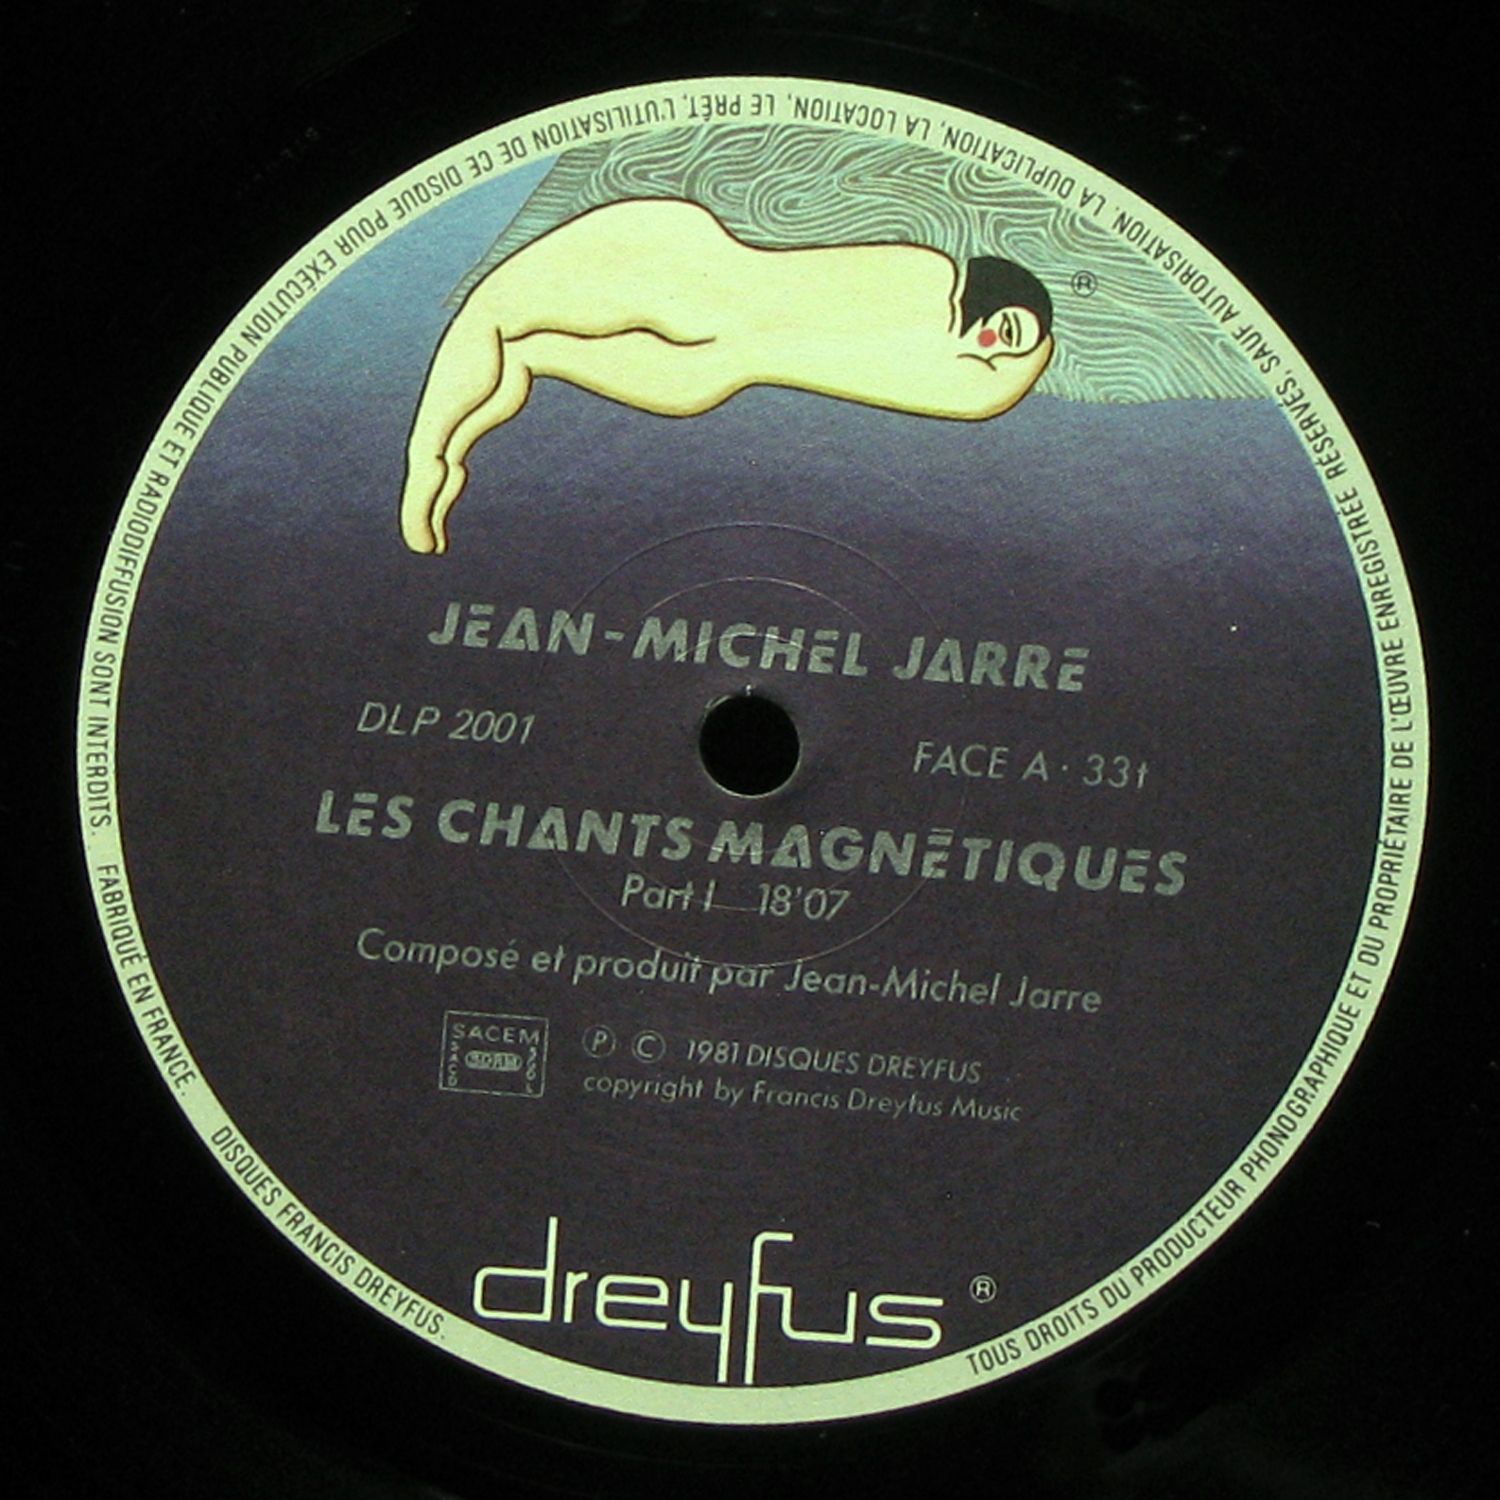 JEAN-MICHEL JARRE
DLP 2001
FACE A · 33t
LES CHANTS MAGNÉTIQUES
Part I 18'07
Composé et produit par Jean-Michel Jarre
SACEM
SACD
SDRM
SGDL
Ⓟ © 1981 DISQUES DREYFUS
copyright by Francis Dreyfus Music
dreyfus ®
®
TOUS DROITS DU PRODUCTEUR PHONOGRAPHIQUE ET DU PROPRIÉTAIRE DE L'ŒUVRE ENREGISTRÉE RÉSERVÉS, SAUF AUTORISATION, LA DUPLICATION, LA LOCATION, LE PRÊT, L'UTILISATION DE CE DISQUE POUR EXÉCUTION PUBLIQUE ET RADIODIFFUSION SONT INTERDITS. FABRIQUÉ EN FRANCE. DISQUES FRANCIS DREYFUS.